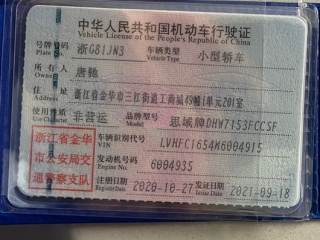 中华人民共和国机动车行驶证
Vehicle License of the People's Republic of China
号牌号码 浙G81JN3 车辆类型 小型轿车
Plate No. Vehicle Type
所有人 唐驰
Owner
住址 浙江省金华市三江街道工商城49幢1单元201室
Address
使用性质 非营运 品牌型号 思域牌DHW7153FCCSF
Use Character Model
浙江省金华
市公安局交
通警察支队
车辆识别代号 LVHFC1654M6004915
VIN
发动机号码 6004935
Engine No.
注册日期 2020-10-27 发证日期 2021-09-18
Register Date Issue Date